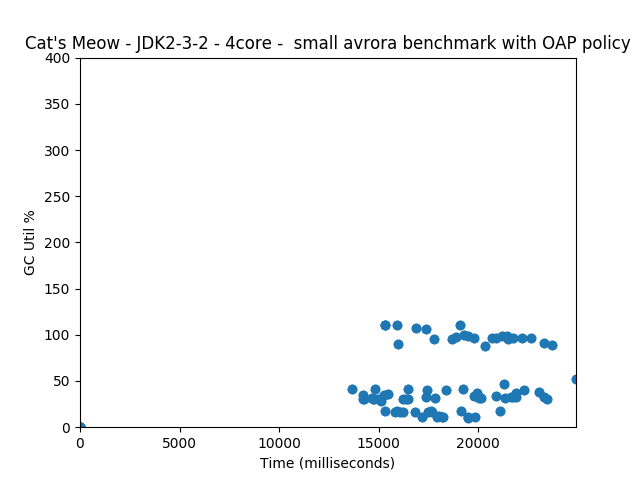 Cat's Meow - JDK2-3-2 - 4core -  small avrora benchmark with OAP policy
400
350
300
250
200
150
100
50
0
GC Util %
0 5000 10000 15000 20000
Time (milliseconds)